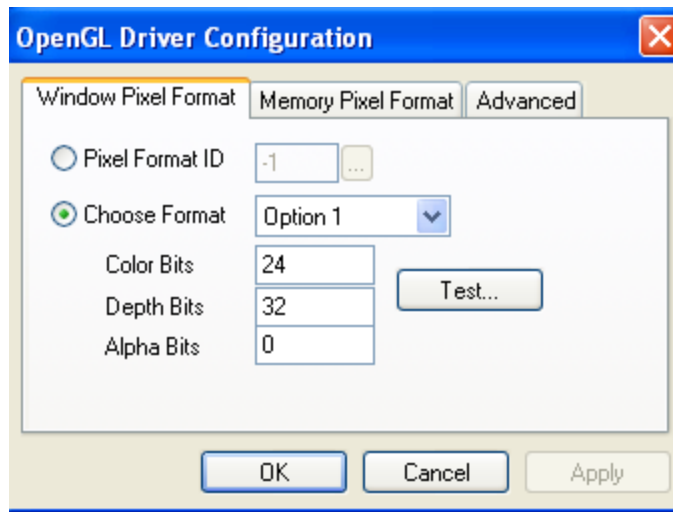 OpenGL Driver Configuration
Window Pixel Format Memory Pixel Format Advanced
Pixel Format ID -1 ...
Choose Format Option 1
Color Bits 24
Test...
Depth Bits 32
Alpha Bits 0
OK Cancel Apply